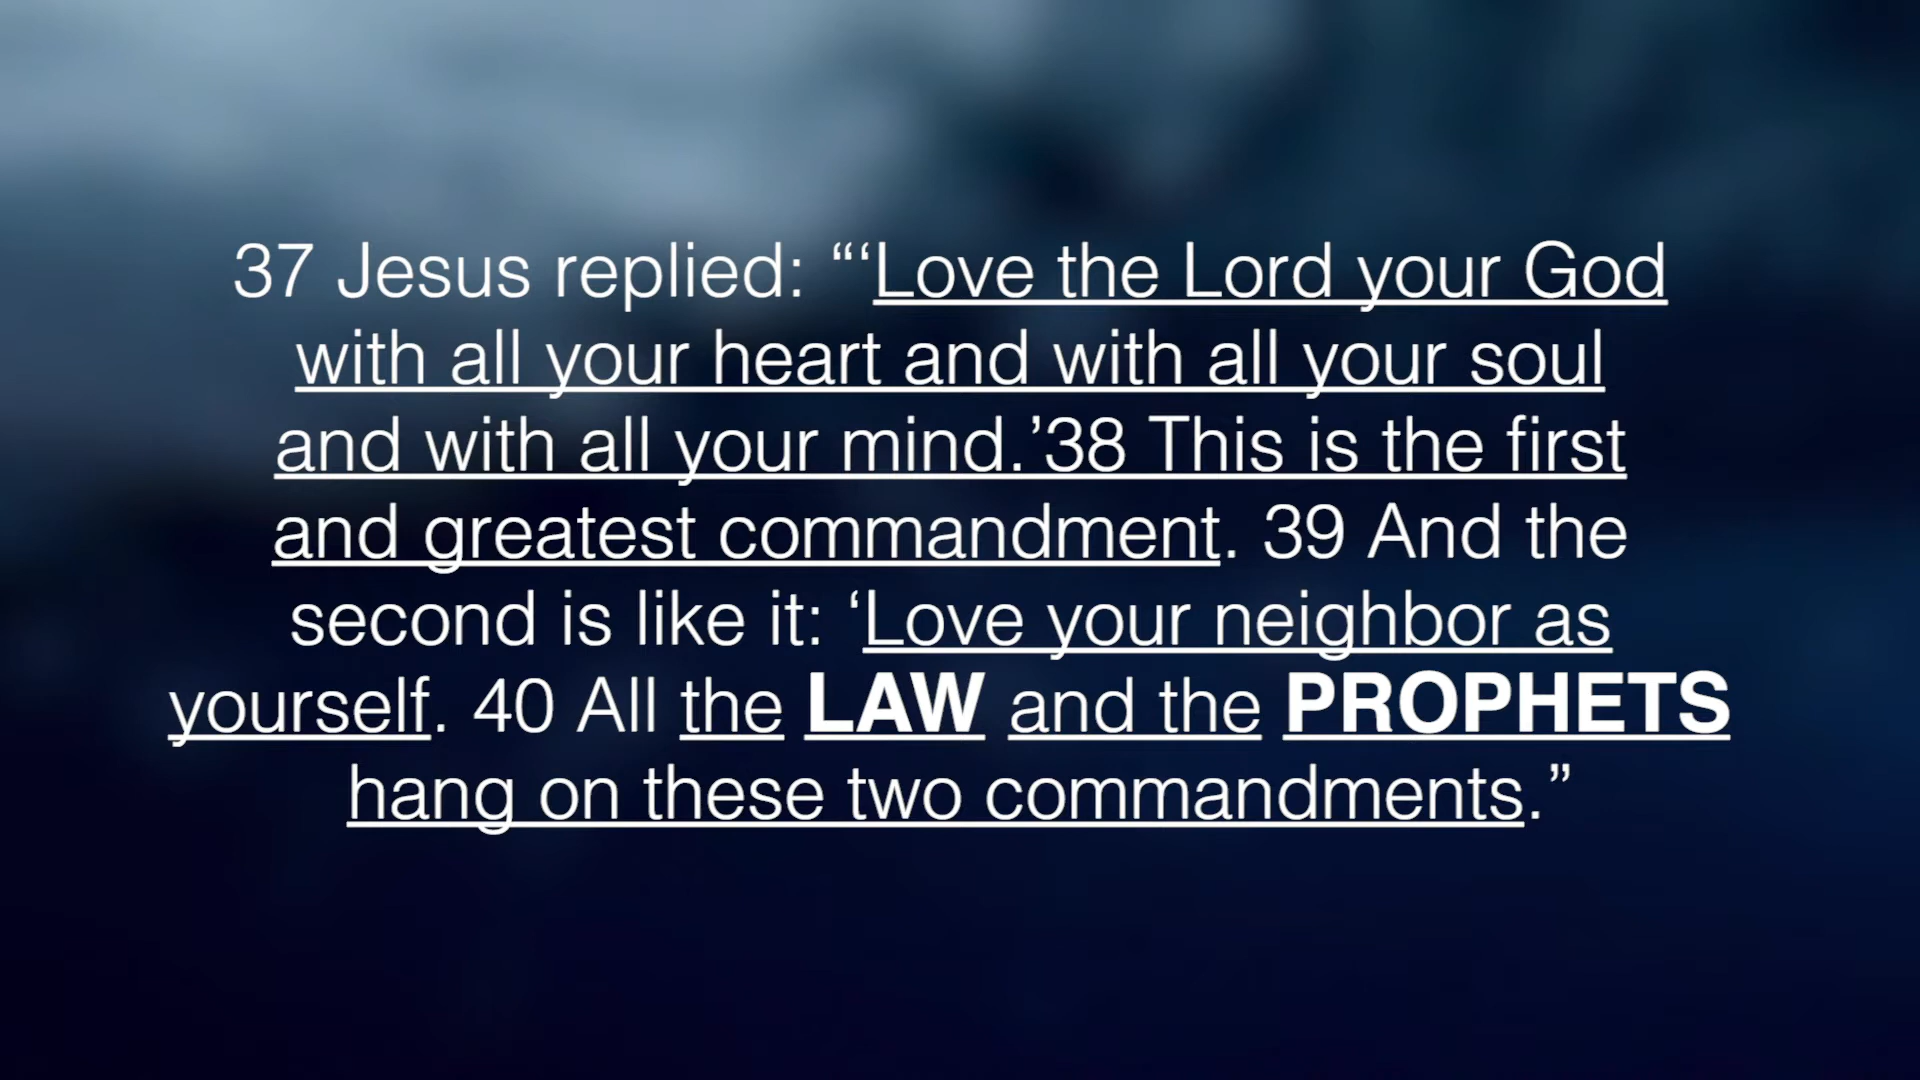 37 Jesus replied: “‘Love the Lord your God
with all your heart and with all your soul
and with all your mind.’38 This is the first
and greatest commandment. 39 And the
second is like it: ‘Love your neighbor as
yourself. 40 All the LAW and the PROPHETS
hang on these two commandments.”